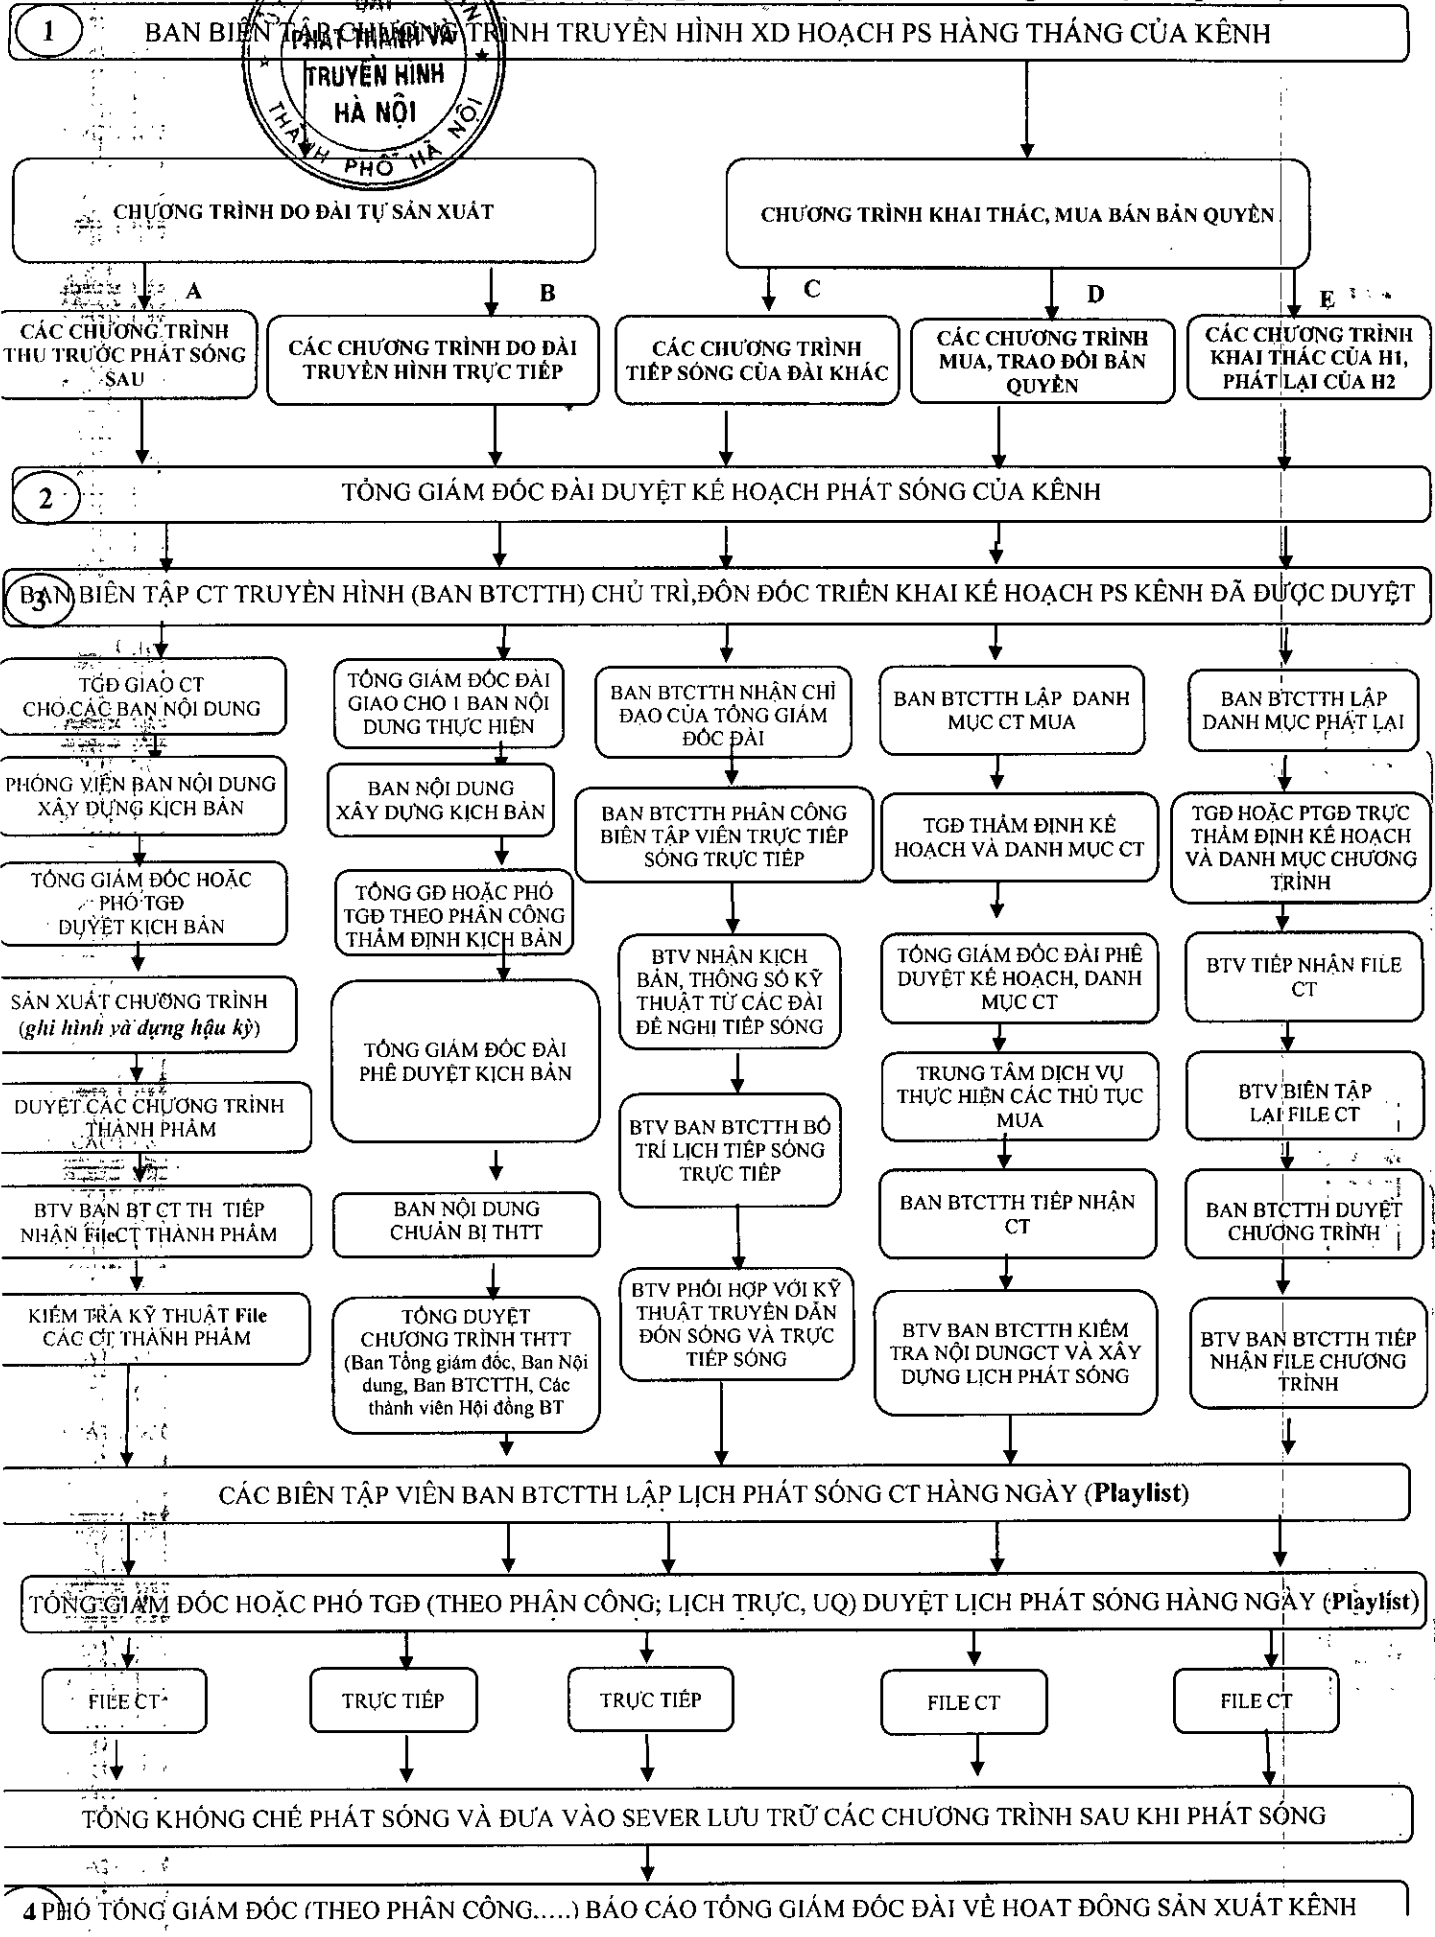 1
BAN BIÊN TẬP CHƯƠNG TRÌNH TRUYỀN HÌNH XD HOẠCH PS HÀNG THÁNG CỦA KÊNH
ĐÀI
PHÁT THANH VÀ
TRUYỀN HÌNH
HÀ NỘI
THÀNH PHỐ HÀ NỘI
CHƯƠNG TRÌNH DO ĐÀI TỰ SẢN XUẤT
CHƯƠNG TRÌNH KHAI THÁC, MUA BÁN BẢN QUYỀN
A
B
C
D
E
CÁC CHƯƠNG TRÌNH
THU TRƯỚC PHÁT SÓNG
SAU
CÁC CHƯƠNG TRÌNH DO ĐÀI
TRUYỀN HÌNH TRỰC TIẾP
CÁC CHƯƠNG TRÌNH
TIẾP SÓNG CỦA ĐÀI KHÁC
CÁC CHƯƠNG TRÌNH
MUA, TRAO ĐỔI BẢN
QUYỀN
CÁC CHƯƠNG TRÌNH
KHAI THÁC CỦA H1,
PHÁT LẠI CỦA H2
2
TỔNG GIÁM ĐỐC ĐÀI DUYỆT KẾ HOẠCH PHÁT SÓNG CỦA KÊNH
3
BAN BIÊN TẬP CT TRUYỀN HÌNH (BAN BTCTTH) CHỦ TRÌ,ĐÔN ĐỐC TRIỂN KHAI KẾ HOẠCH PS KÊNH ĐÃ ĐƯỢC DUYỆT
TGĐ GIAO CT
CHO CÁC BAN NỘI DUNG
PHÓNG VIÊN BAN NỘI DUNG
XÂY DỰNG KỊCH BẢN
TỔNG GIÁM ĐỐC HOẶC
PHÓ TGĐ
DUYỆT KỊCH BẢN
SẢN XUẤT CHƯƠNG TRÌNH
(ghi hình và dựng hậu kỳ)
DUYỆT CÁC CHƯƠNG TRÌNH
THÀNH PHẨM
BTV BAN BT CT TH TIẾP
NHẬN FileCT THÀNH PHẨM
KIỂM TRA KỸ THUẬT File
CÁC CT THÀNH PHẨM
TỔNG GIÁM ĐỐC ĐÀI
GIAO CHO 1 BAN NỘI
DUNG THỰC HIỆN
BAN NỘI DUNG
XÂY DỰNG KỊCH BẢN
TỔNG GĐ HOẶC PHÓ
TGĐ THEO PHÂN CÔNG
THẨM ĐỊNH KỊCH BẢN
TỔNG GIÁM ĐỐC ĐÀI
PHÊ DUYỆT KỊCH BẢN
BAN NỘI DUNG
CHUẨN BỊ THTT
TỔNG DUYỆT
CHƯƠNG TRÌNH THTT
(Ban Tổng giám đốc, Ban Nội
dung, Ban BTCTTH, Các
thành viên Hội đồng BT
BAN BTCTTH NHẬN CHỈ
ĐẠO CỦA TỔNG GIÁM
ĐỐC ĐÀI
BAN BTCTTH PHÂN CÔNG
BIÊN TẬP VIÊN TRỰC TIẾP
SÓNG TRỰC TIẾP
BTV NHẬN KỊCH
BẢN, THÔNG SỐ KỸ
THUẬT TỪ CÁC ĐÀI
ĐỀ NGHỊ TIẾP SÓNG
BTV BAN BTCTTH BỐ
TRÍ LỊCH TIẾP SÓNG
TRỰC TIẾP
BTV PHỐI HỢP VỚI KỸ
THUẬT TRUYỀN DẪN
ĐÓN SÓNG VÀ TRỰC
TIẾP SÓNG
BAN BTCTTH LẬP DANH
MỤC CT MUA
TGĐ THẨM ĐỊNH KẾ
HOẠCH VÀ DANH MỤC CT
TỔNG GIÁM ĐỐC ĐÀI PHÊ
DUYỆT KẾ HOẠCH, DANH
MỤC CT
TRUNG TÂM DỊCH VỤ
THỰC HIỆN CÁC THỦ TỤC
MUA
BAN BTCTTH TIẾP NHẬN
CT
BTV BAN BTCTTH KIỂM
TRA NỘI DUNGCT VÀ XÂY
DỰNG LỊCH PHÁT SÓNG
BAN BTCTTH LẬP
DANH MỤC PHÁT LẠI
TGĐ HOẶC PTGĐ TRỰC
THẨM ĐỊNH KẾ HOẠCH
VÀ DANH MỤC CHƯƠNG
TRÌNH
BTV TIẾP NHẬN FILE
CT
BTV BIÊN TẬP
LẠI FILE CT
BAN BTCTTH DUYỆT
CHƯƠNG TRÌNH
BTV BAN BTCTTH TIẾP
NHẬN FILE CHƯƠNG
TRÌNH
CÁC BIÊN TẬP VIÊN BAN BTCTTH LẬP LỊCH PHÁT SÓNG CT HÀNG NGÀY (Playlist)
TỔNG GIÁM ĐỐC HOẶC PHÓ TGĐ (THEO PHÂN CÔNG; LỊCH TRỰC, UQ) DUYỆT LỊCH PHÁT SÓNG HÀNG NGÀY (Playlist)
FILE CT
TRỰC TIẾP
TRỰC TIẾP
FILE CT
FILE CT
TỔNG KHỐNG CHẾ PHÁT SÓNG VÀ ĐƯA VÀO SEVER LƯU TRỮ CÁC CHƯƠNG TRÌNH SAU KHI PHÁT SÓNG
4 PHÓ TỔNG GIÁM ĐỐC (THEO PHÂN CÔNG.....) BÁO CÁO TỔNG GIÁM ĐỐC ĐÀI VỀ HOẠT ĐỘNG SẢN XUẤT KÊNH